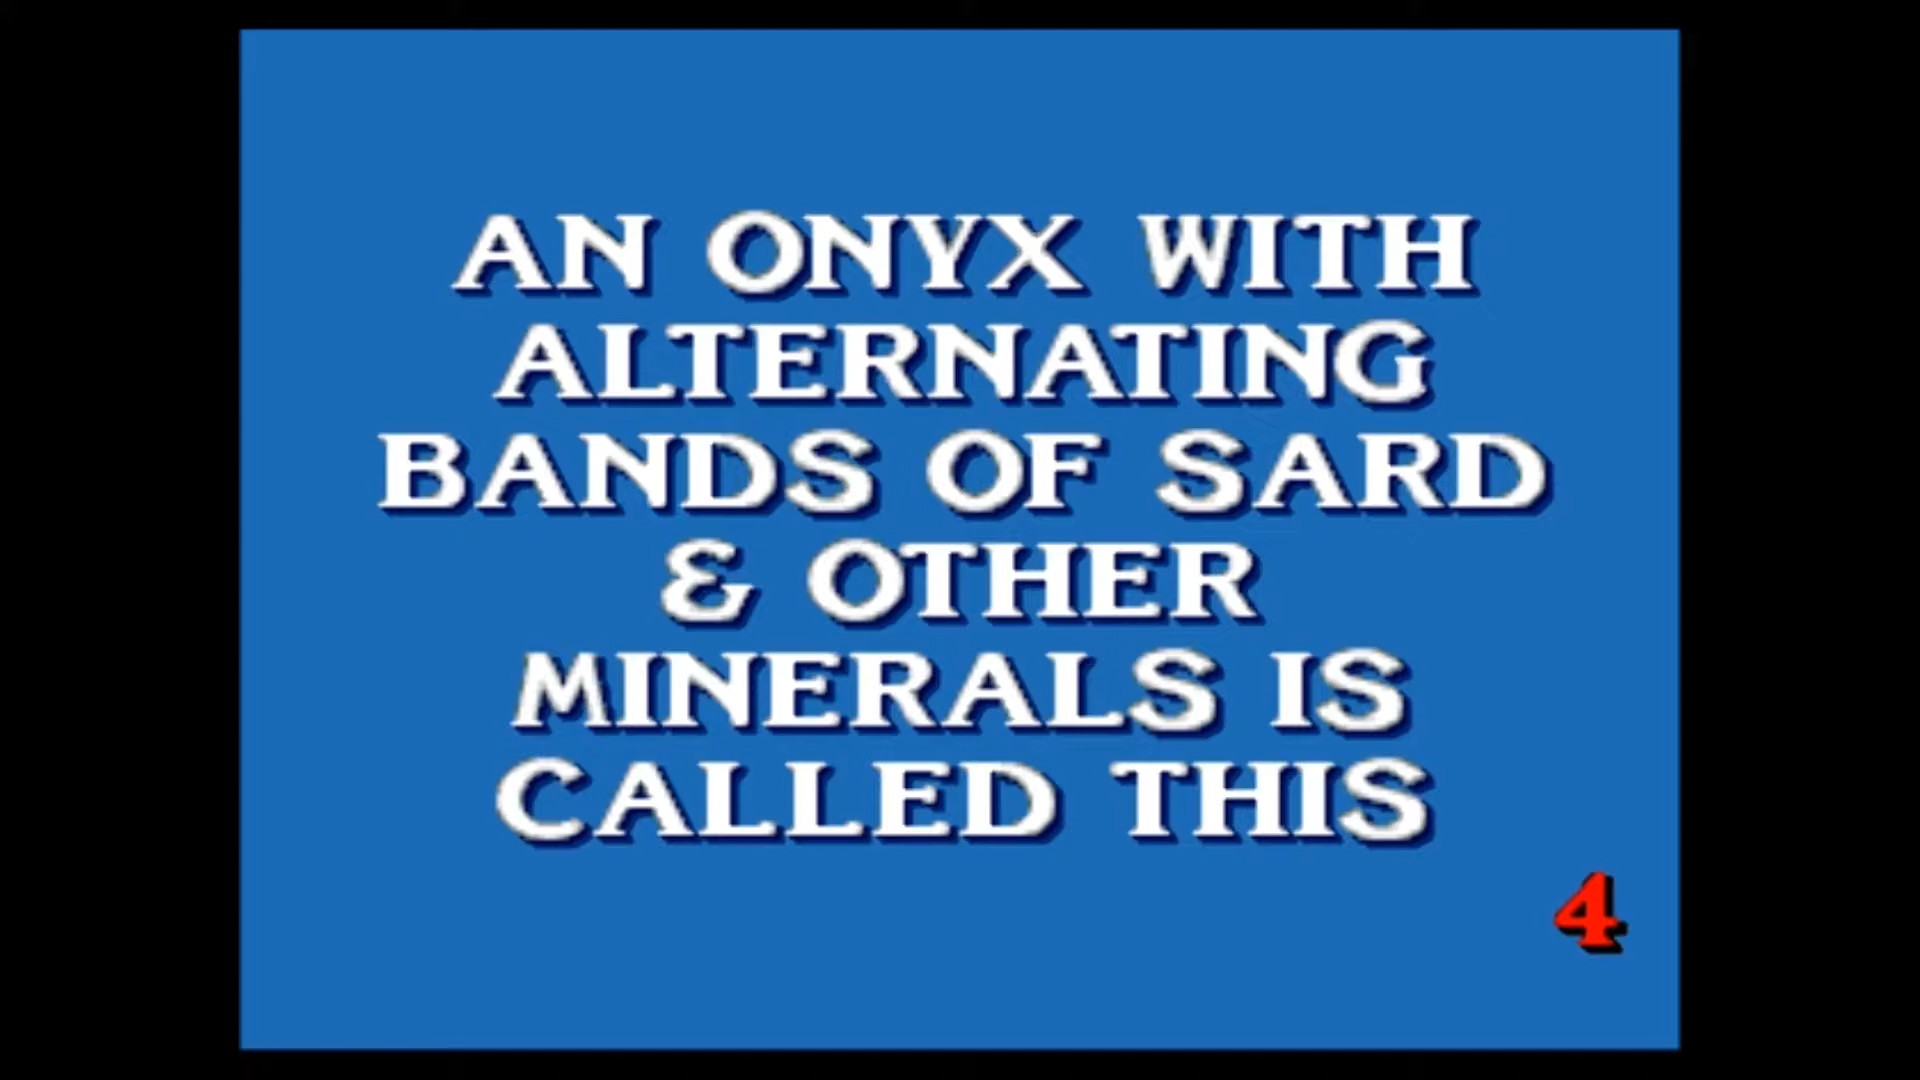 AN ONYX WITH
ALTERNATING
BANDS OF SARD
& OTHER
MINERALS IS
CALLED THIS
4